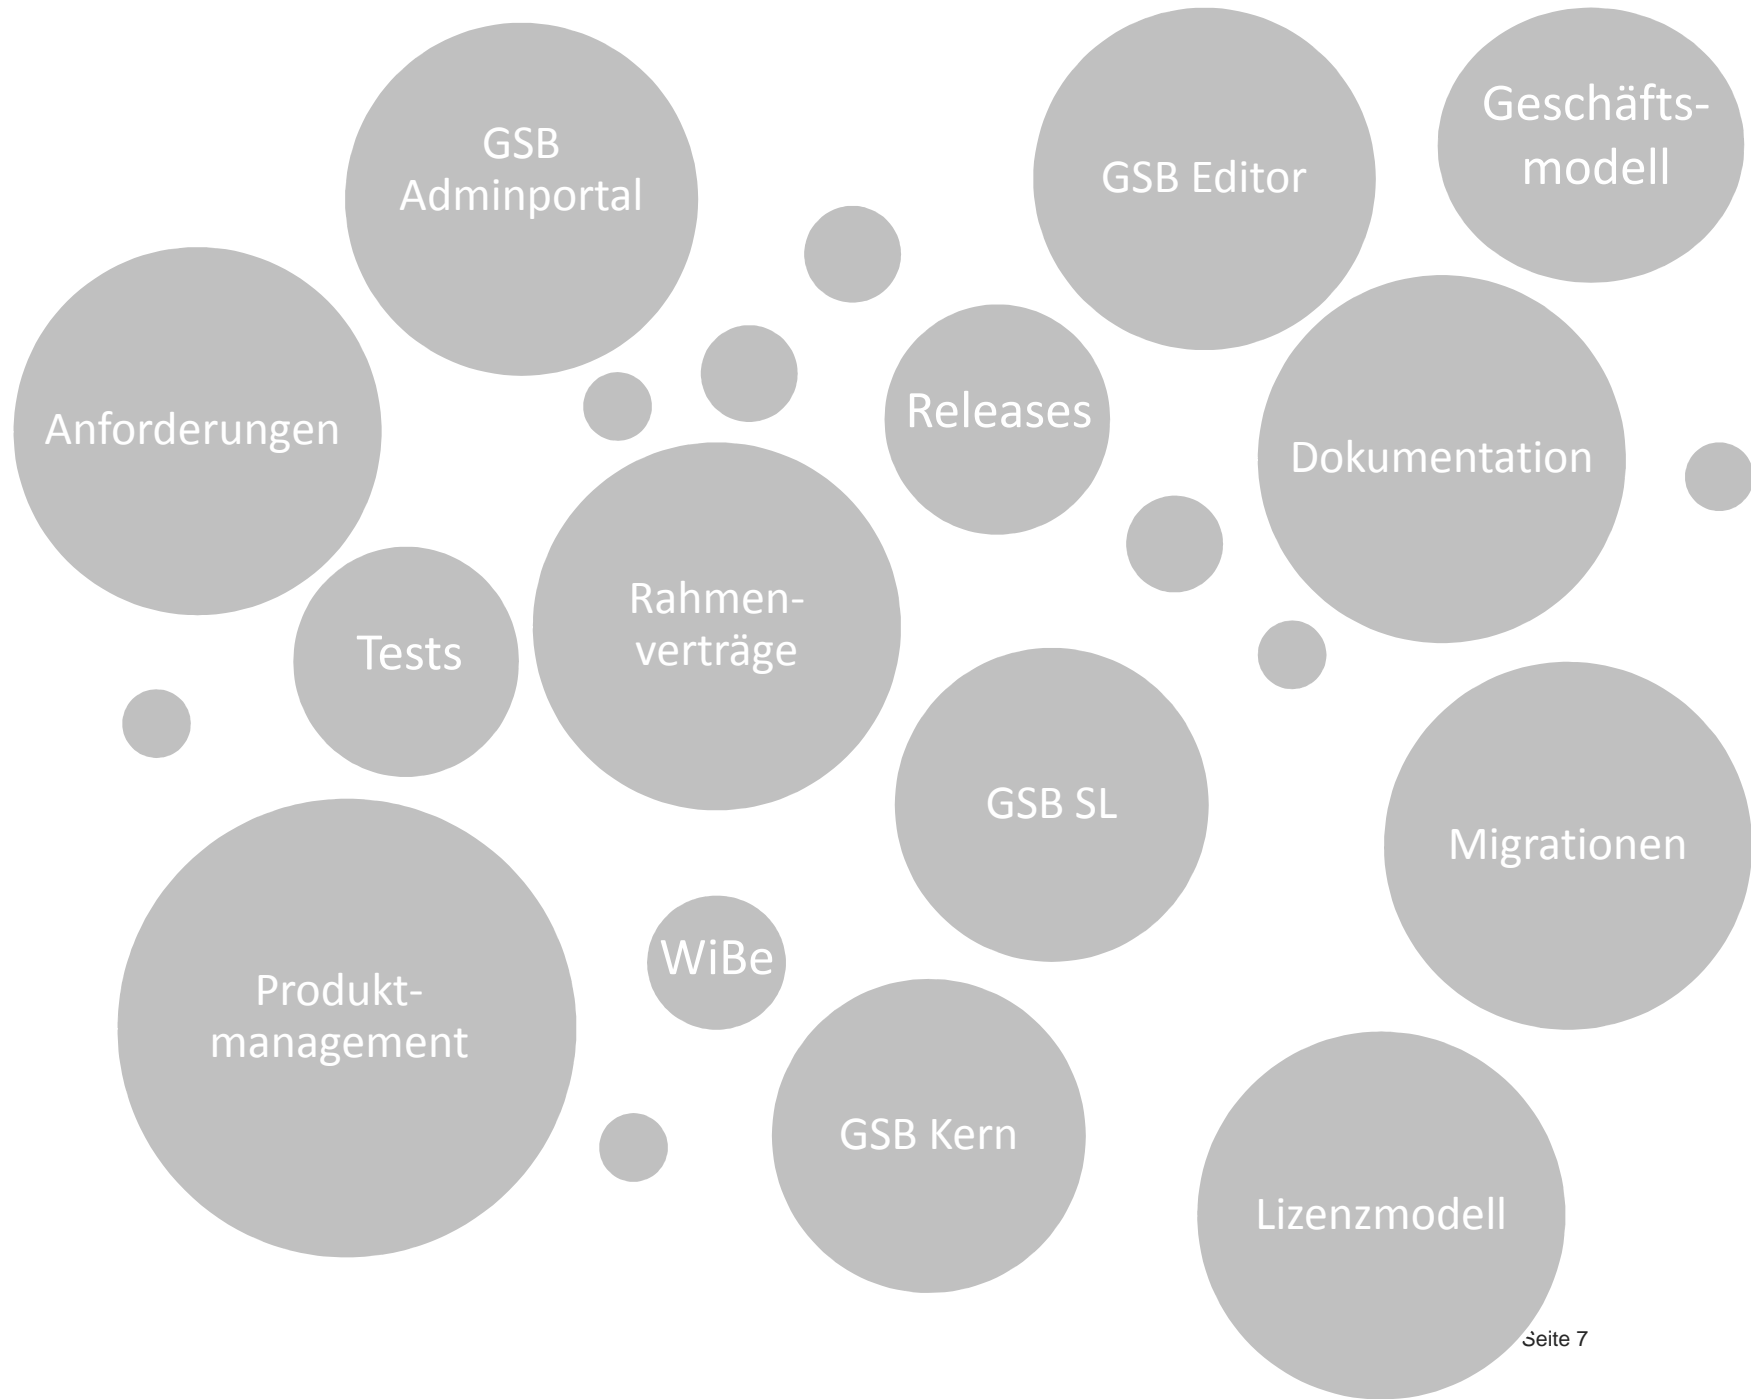 GSB
Adminportal
GSB Editor
Geschäfts-
modell
Anforderungen
Releases
Dokumentation
Tests
Rahmen-
verträge
GSB SL
Migrationen
WiBe
Produkt-
management
GSB Kern
Lizenzmodell
Seite 7